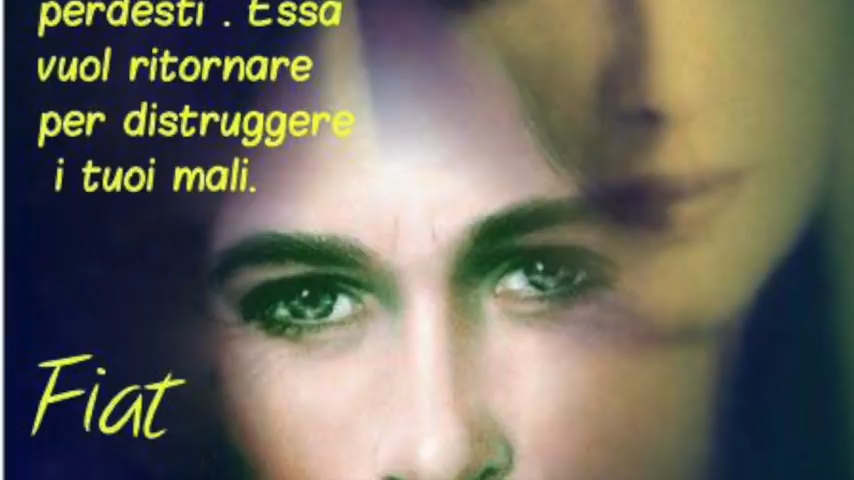 perdesti . Essa
vuol ritornare
per distruggere
i tuoi mali.
Fiat